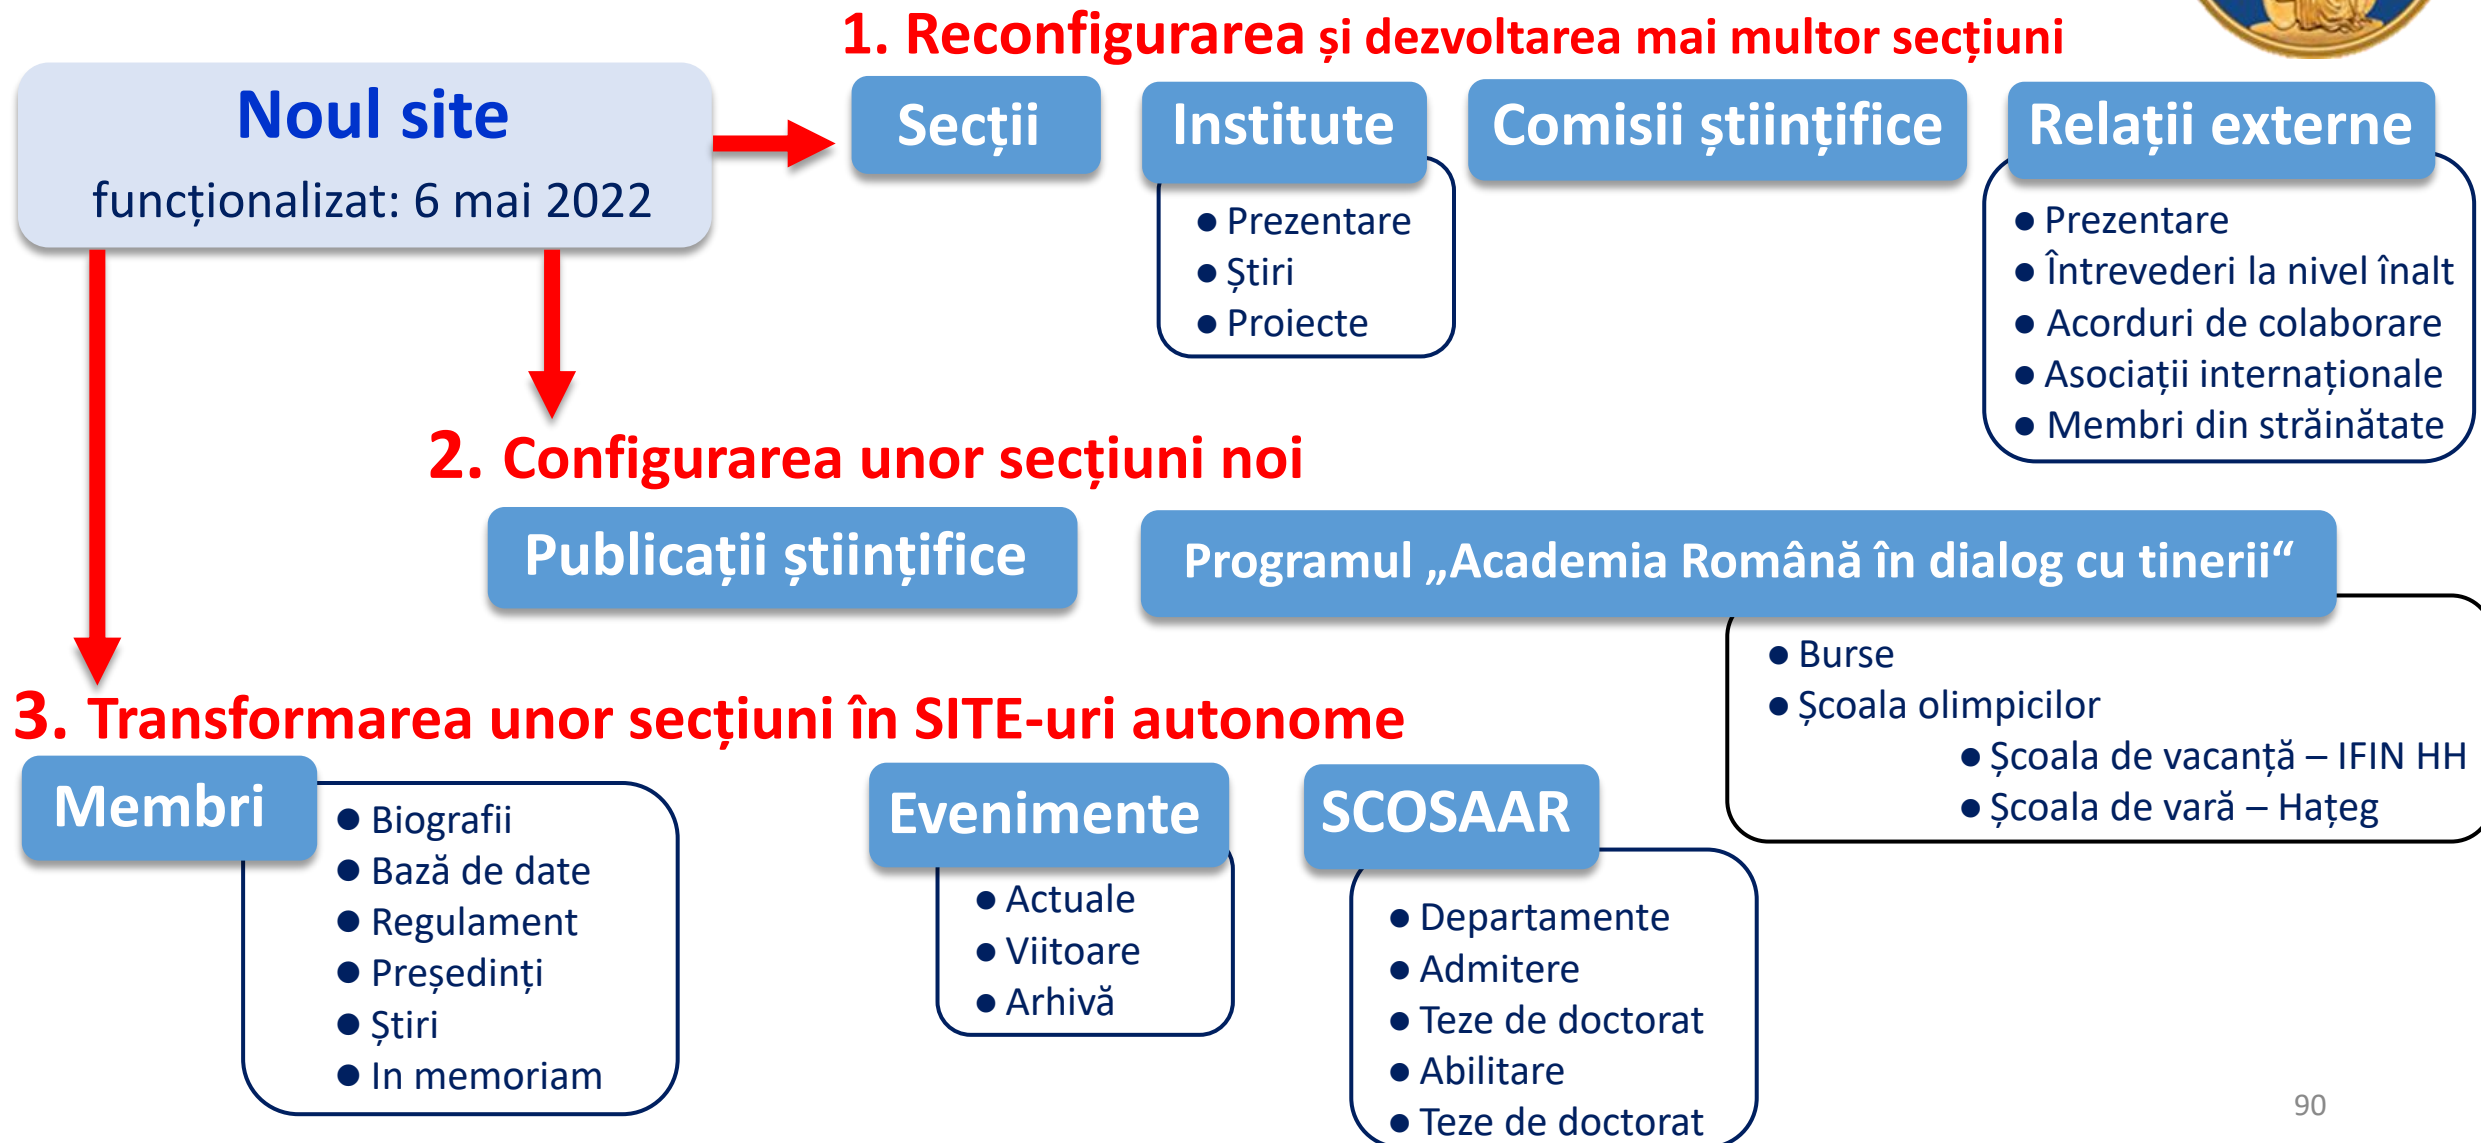 1. Reconfigurarea și dezvoltarea mai multor secțiuni
Noul site
funcționalizat: 6 mai 2022
Secții
Institute
● Prezentare
● Știri
● Proiecte
Comisii științifice
Relații externe
● Prezentare
● Întrevederi la nivel înalt
● Acorduri de colaborare
● Asociații internaționale
● Membri din străinătate
2. Configurarea unor secțiuni noi
Publicații științifice
Programul „Academia Română în dialog cu tinerii“
● Burse
● Școala olimpicilor
● Școala de vacanță – IFIN HH
● Școala de vară – Hațeg
3. Transformarea unor secțiuni în SITE-uri autonome
Membri
● Biografii
● Bază de date
● Regulament
● Președinți
● Știri
● In memoriam
Evenimente
● Actuale
● Viitoare
● Arhivă
SCOSAAR
● Departamente
● Admitere
● Teze de doctorat
● Abilitare
● Teze de doctorat
90